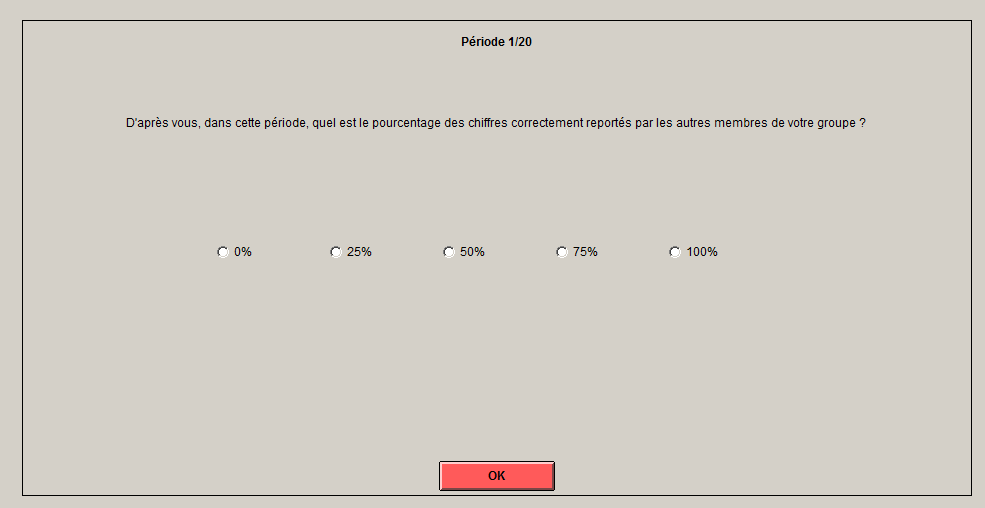 Période 1/20
D'après vous, dans cette période, quel est le pourcentage des chiffres correctement reportés par les autres membres de votre groupe ?
0% 25% 50% 75% 100%
OK